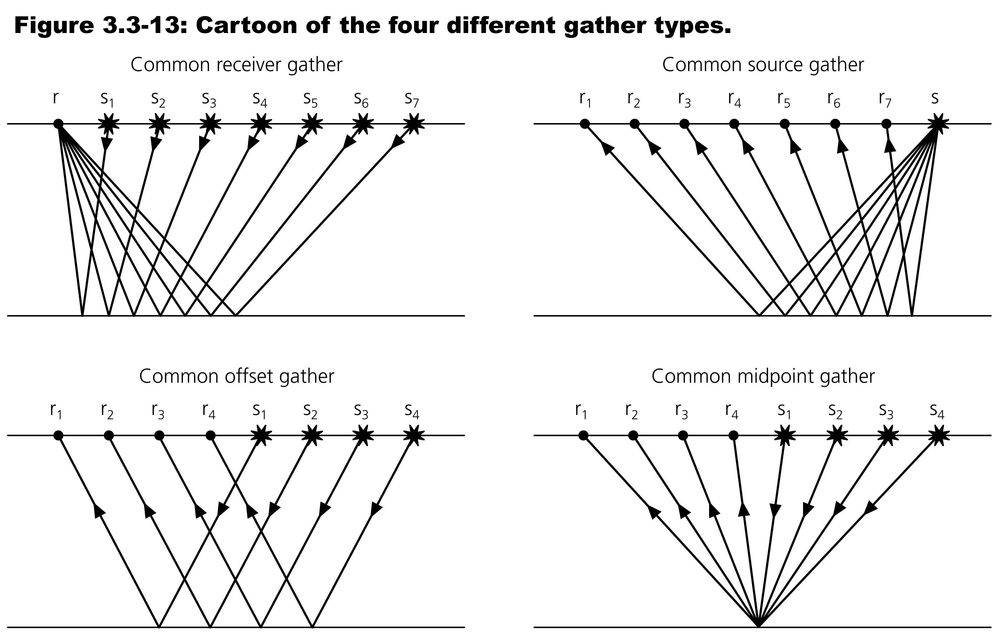 Figure 3.3-13: Cartoon of the four different gather types.
Common receiver gather
r s1 s2 s3 s4 s5 s6 s7
Common source gather
r1 r2 r3 r4 r5 r6 r7 s
Common offset gather
r1 r2 r3 r4 s1 s2 s3 s4
Common midpoint gather
r1 r2 r3 r4 s1 s2 s3 s4